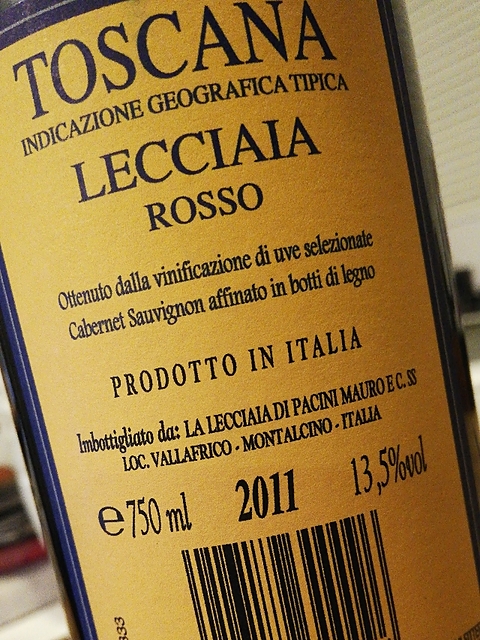 TOSCANA
INDICAZIONE GEOGRAFICA TIPICA
LECCIAIA
ROSSO
Ottenuto dalla vinificazione di uve selezionate
Cabernet Sauvignon affinato in botti di legno
PRODOTTO IN ITALIA
Imbottigliato da: LA LECCIAIA DI PACINI MAURO E C. SS
LOC. VALLAFRICO - MONTALCINO - ITALIA
e 750 ml 2011 13,5%vol
333